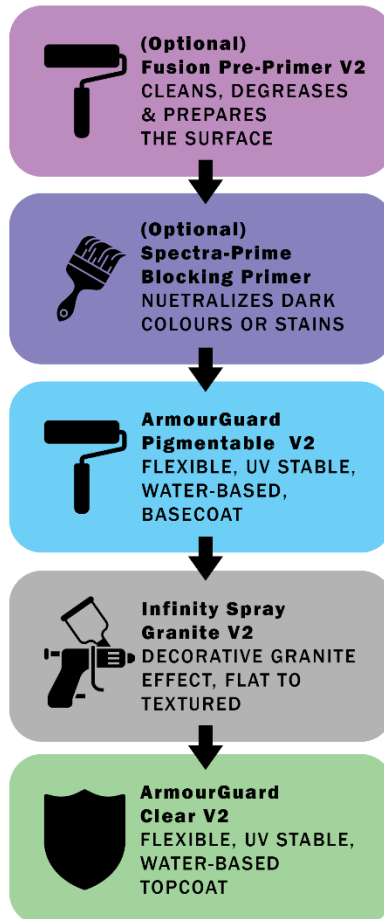 (Optional)
Fusion Pre-Primer V2
CLEANS, DEGREASES
& PREPARES
THE SURFACE
(Optional)
Spectra-Prime
Blocking Primer
NUETRALIZES DARK
COLOURS OR STAINS
ArmourGuard
Pigmentable V2
FLEXIBLE, UV STABLE,
WATER-BASED,
BASECOAT
Infinity Spray
Granite V2
DECORATIVE GRANITE
EFFECT, FLAT TO
TEXTURED
ArmourGuard
Clear V2
FLEXIBLE, UV STABLE,
WATER-BASED
TOPCOAT